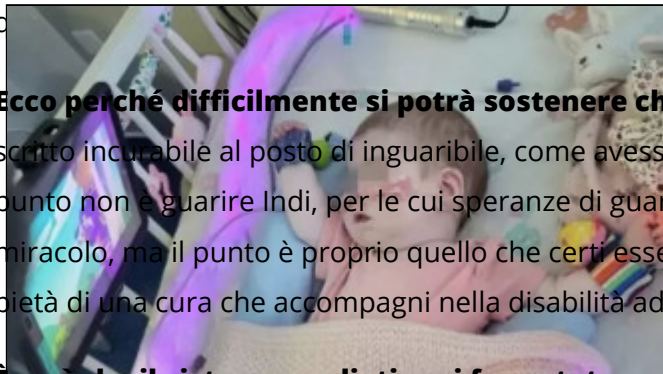 Ecco perché difficilmente si potrà sostenere ch
scritto incurabile al posto di inguaribile, come avess
punto non è guarire Indi, per le cui speranze di guar
miracolo, ma il punto è proprio quello che certi esse
pietà di una cura che accompagni nella disabilità ad